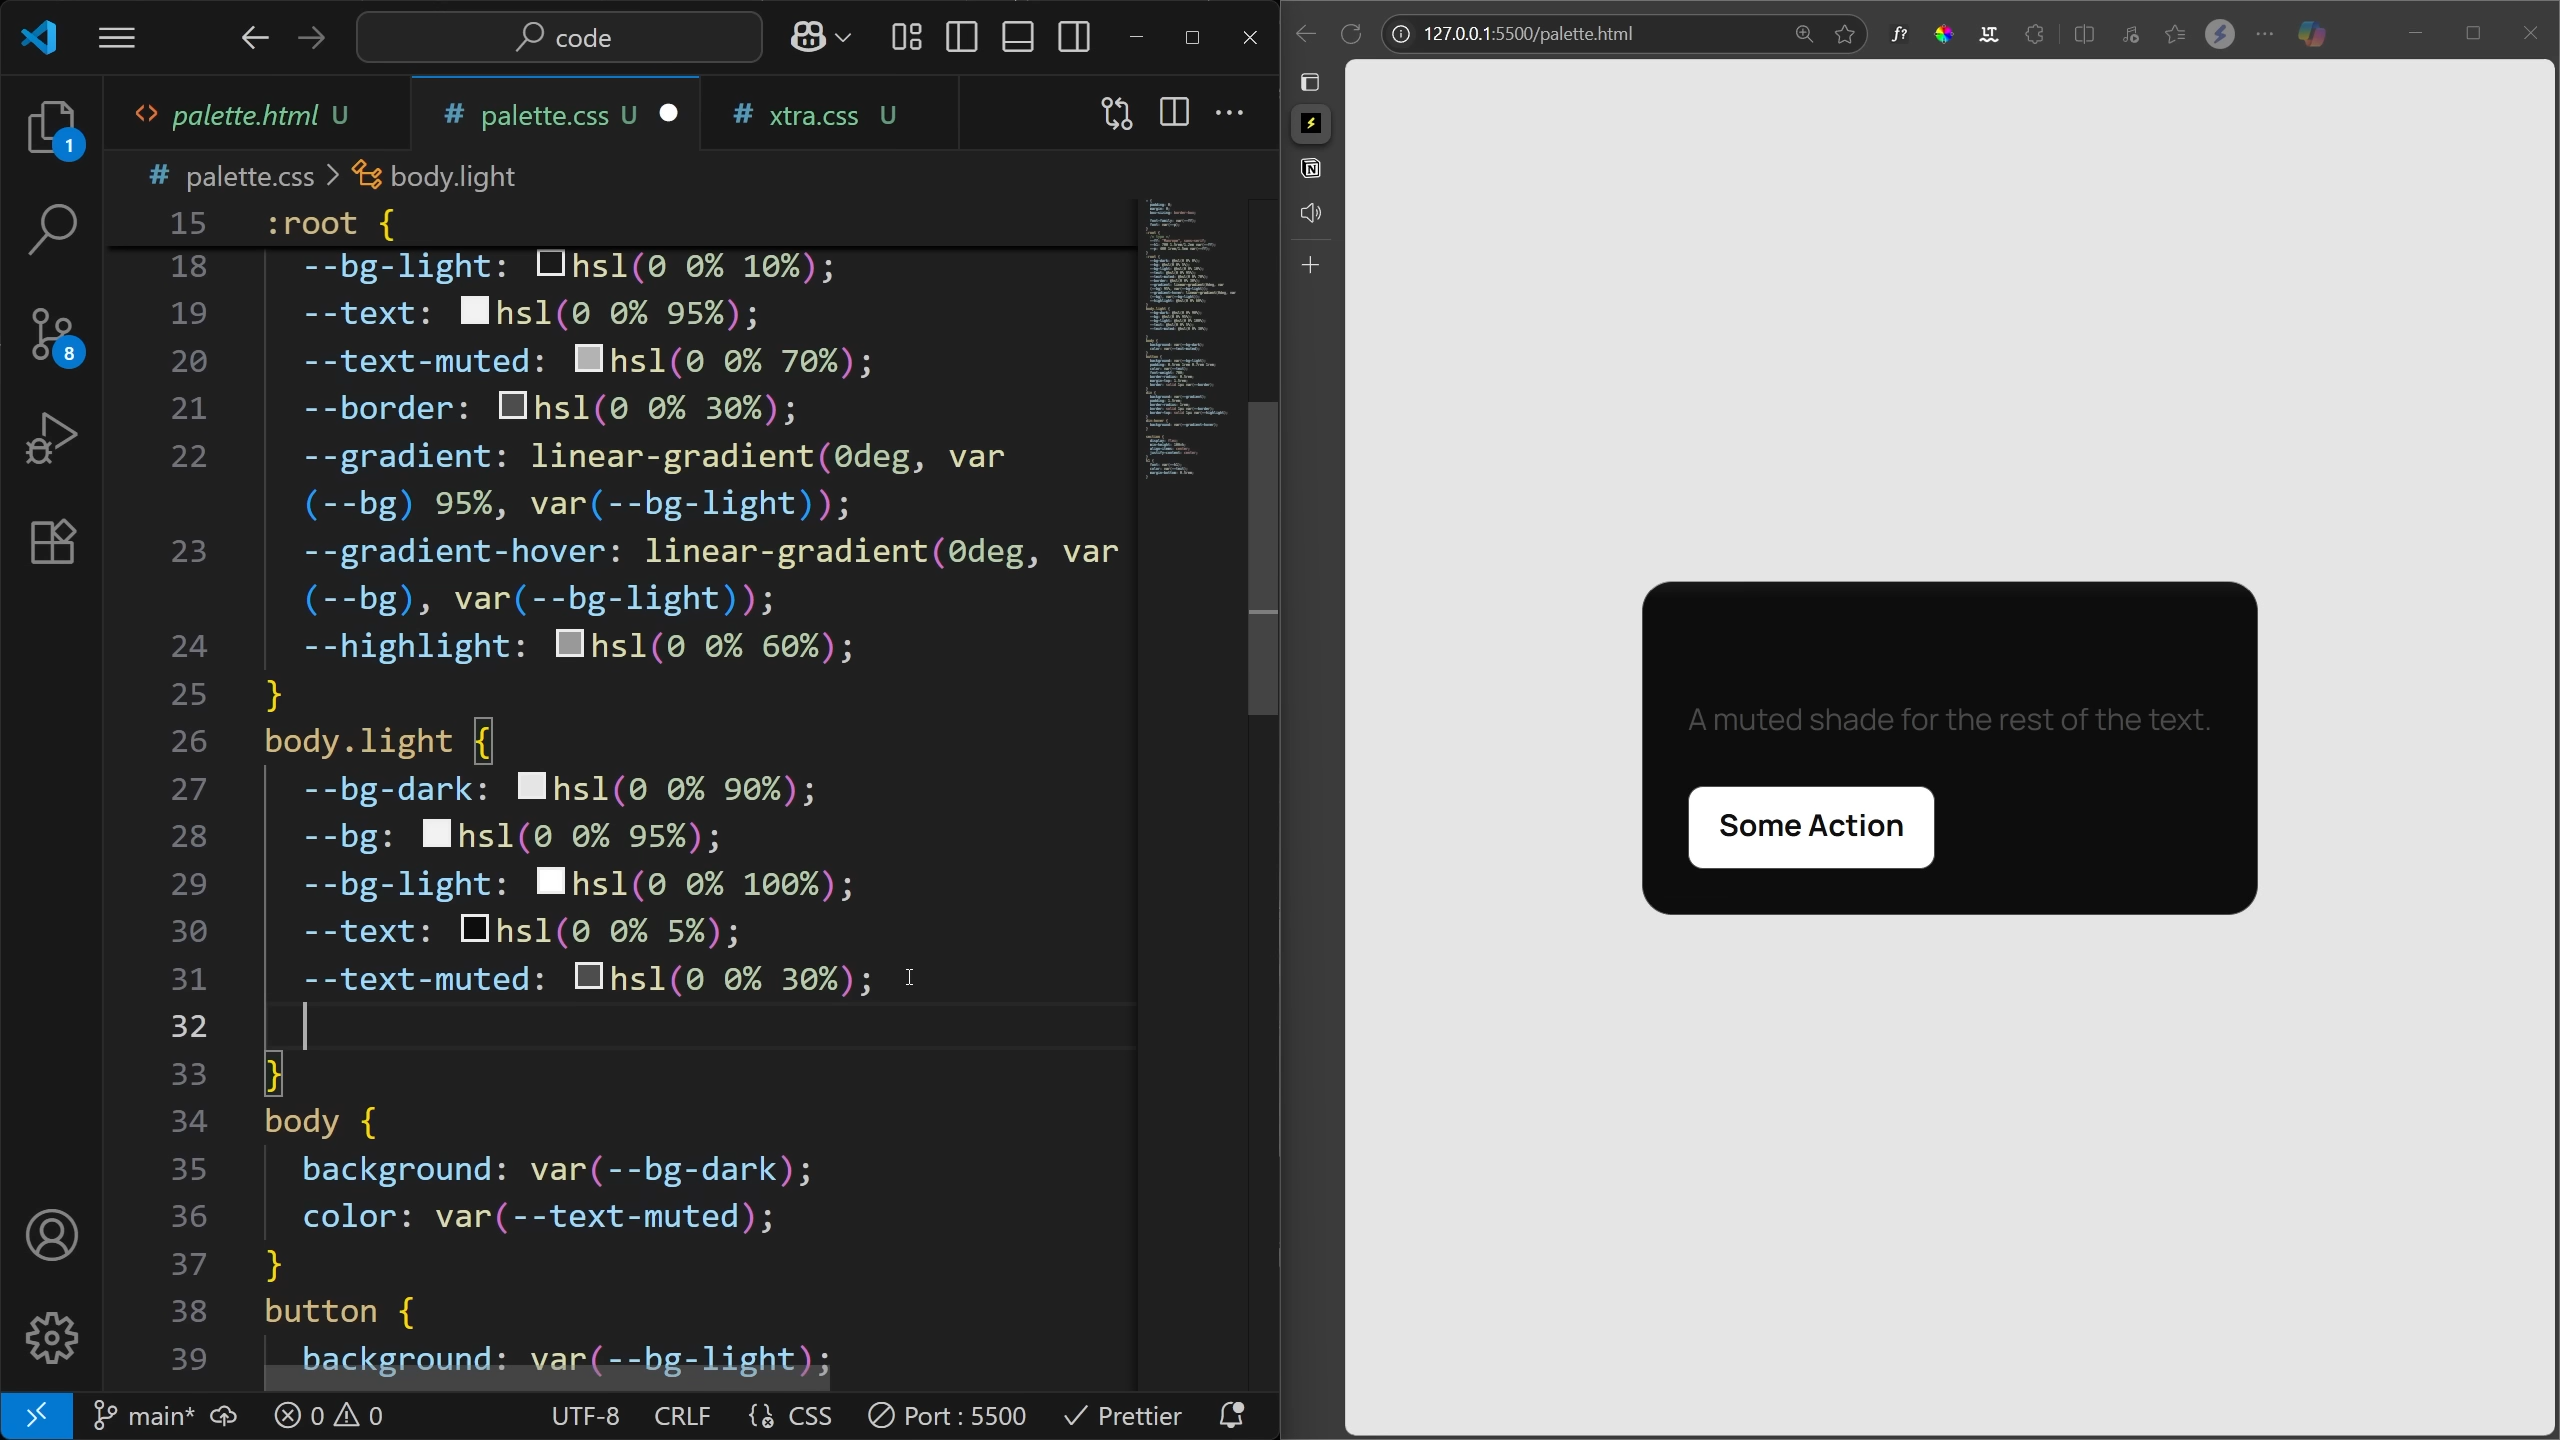 code
palette.html U
palette.css U
xtra.css U
palette.css > body.light
15 :root {
18 --bg-light: hsl(0 0% 10%);
19 --text: hsl(0 0% 95%);
20 --text-muted: hsl(0 0% 70%);
21 --border: hsl(0 0% 30%);
22 --gradient: linear-gradient(0deg, var
(--bg) 95%, var(--bg-light));
23 --gradient-hover: linear-gradient(0deg, var
(--bg), var(--bg-light));
24 --highlight: hsl(0 0% 60%);
25 }
26 body.light {
27 --bg-dark: hsl(0 0% 90%);
28 --bg: hsl(0 0% 95%);
29 --bg-light: hsl(0 0% 100%);
30 --text: hsl(0 0% 5%);
31 --text-muted: hsl(0 0% 30%);
32
33 }
34 body {
35 background: var(--bg-dark);
36 color: var(--text-muted);
37 }
38 button {
39 background: var(--bg-light);
1
8
main* 0 0 UTF-8 CRLF CSS Port : 5500 Prettier
127.0.0.1:5500/palette.html
A muted shade for the rest of the text.
Some Action